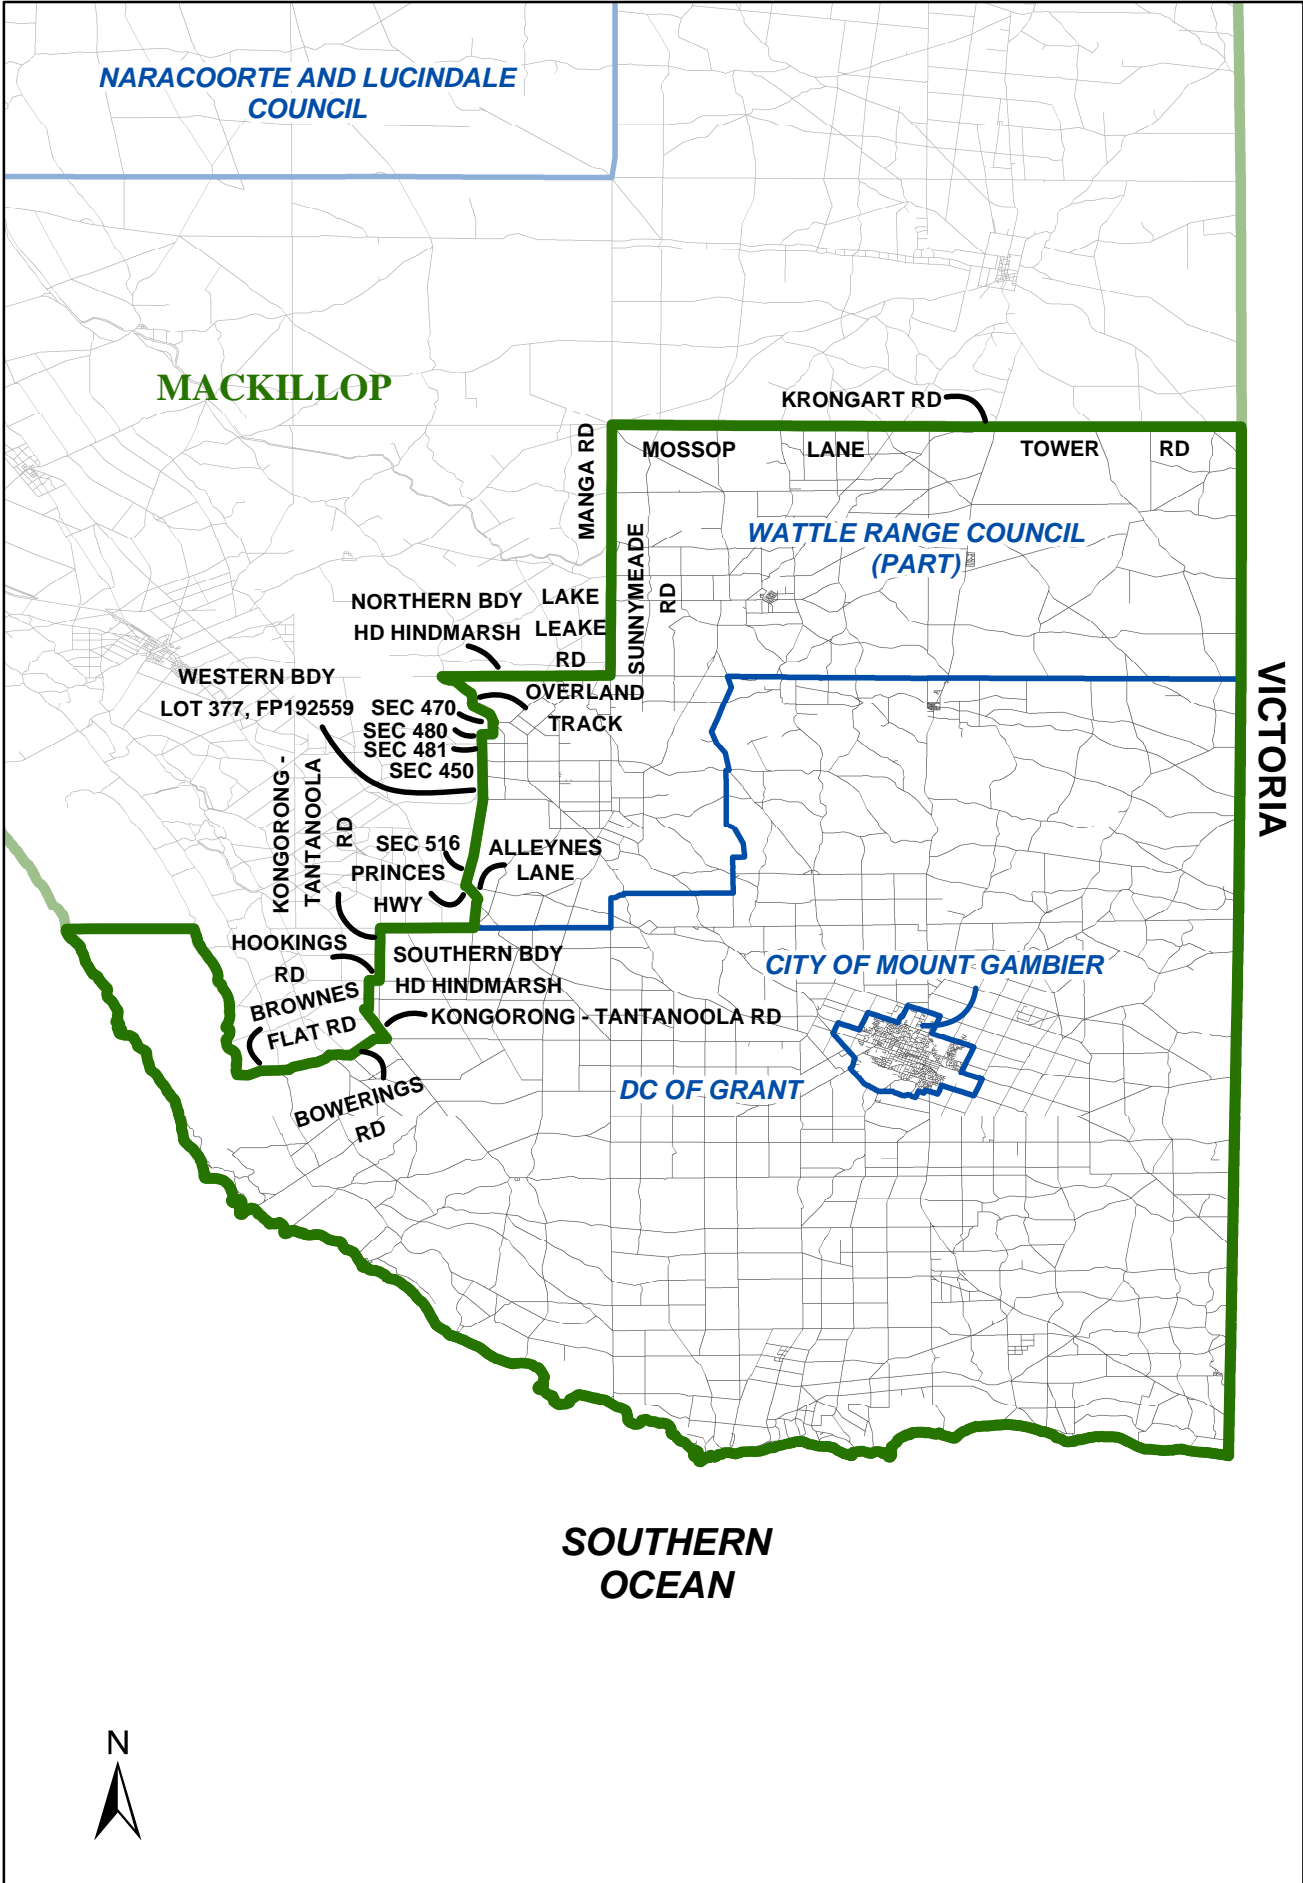 NARACOORTE AND LUCINDALE
COUNCIL
MACKILLOP
KRONGART RD
MANGA RD
MOSSOP LANE TOWER RD
WATTLE RANGE COUNCIL
(PART)
SUNNYMEADE
RD
NORTHERN BDY
HD HINDMARSH
LAKE
LEAKE
RD
WESTERN BDY
LOT 377, FP192559
OVERLAND
TRACK
SEC 470
SEC 480
SEC 481
SEC 450
VICTORIA
KONGORONG -
TANTANOOLA
RD
SEC 516
PRINCES
HWY
ALLEYNES
LANE
HOOKINGS
RD
SOUTHERN BDY
HD HINDMARSH
CITY OF MOUNT GAMBIER
BROWNES
FLAT RD
KONGORONG - TANTANOOLA RD
DC OF GRANT
BOWERINGS
RD
SOUTHERN
OCEAN
N